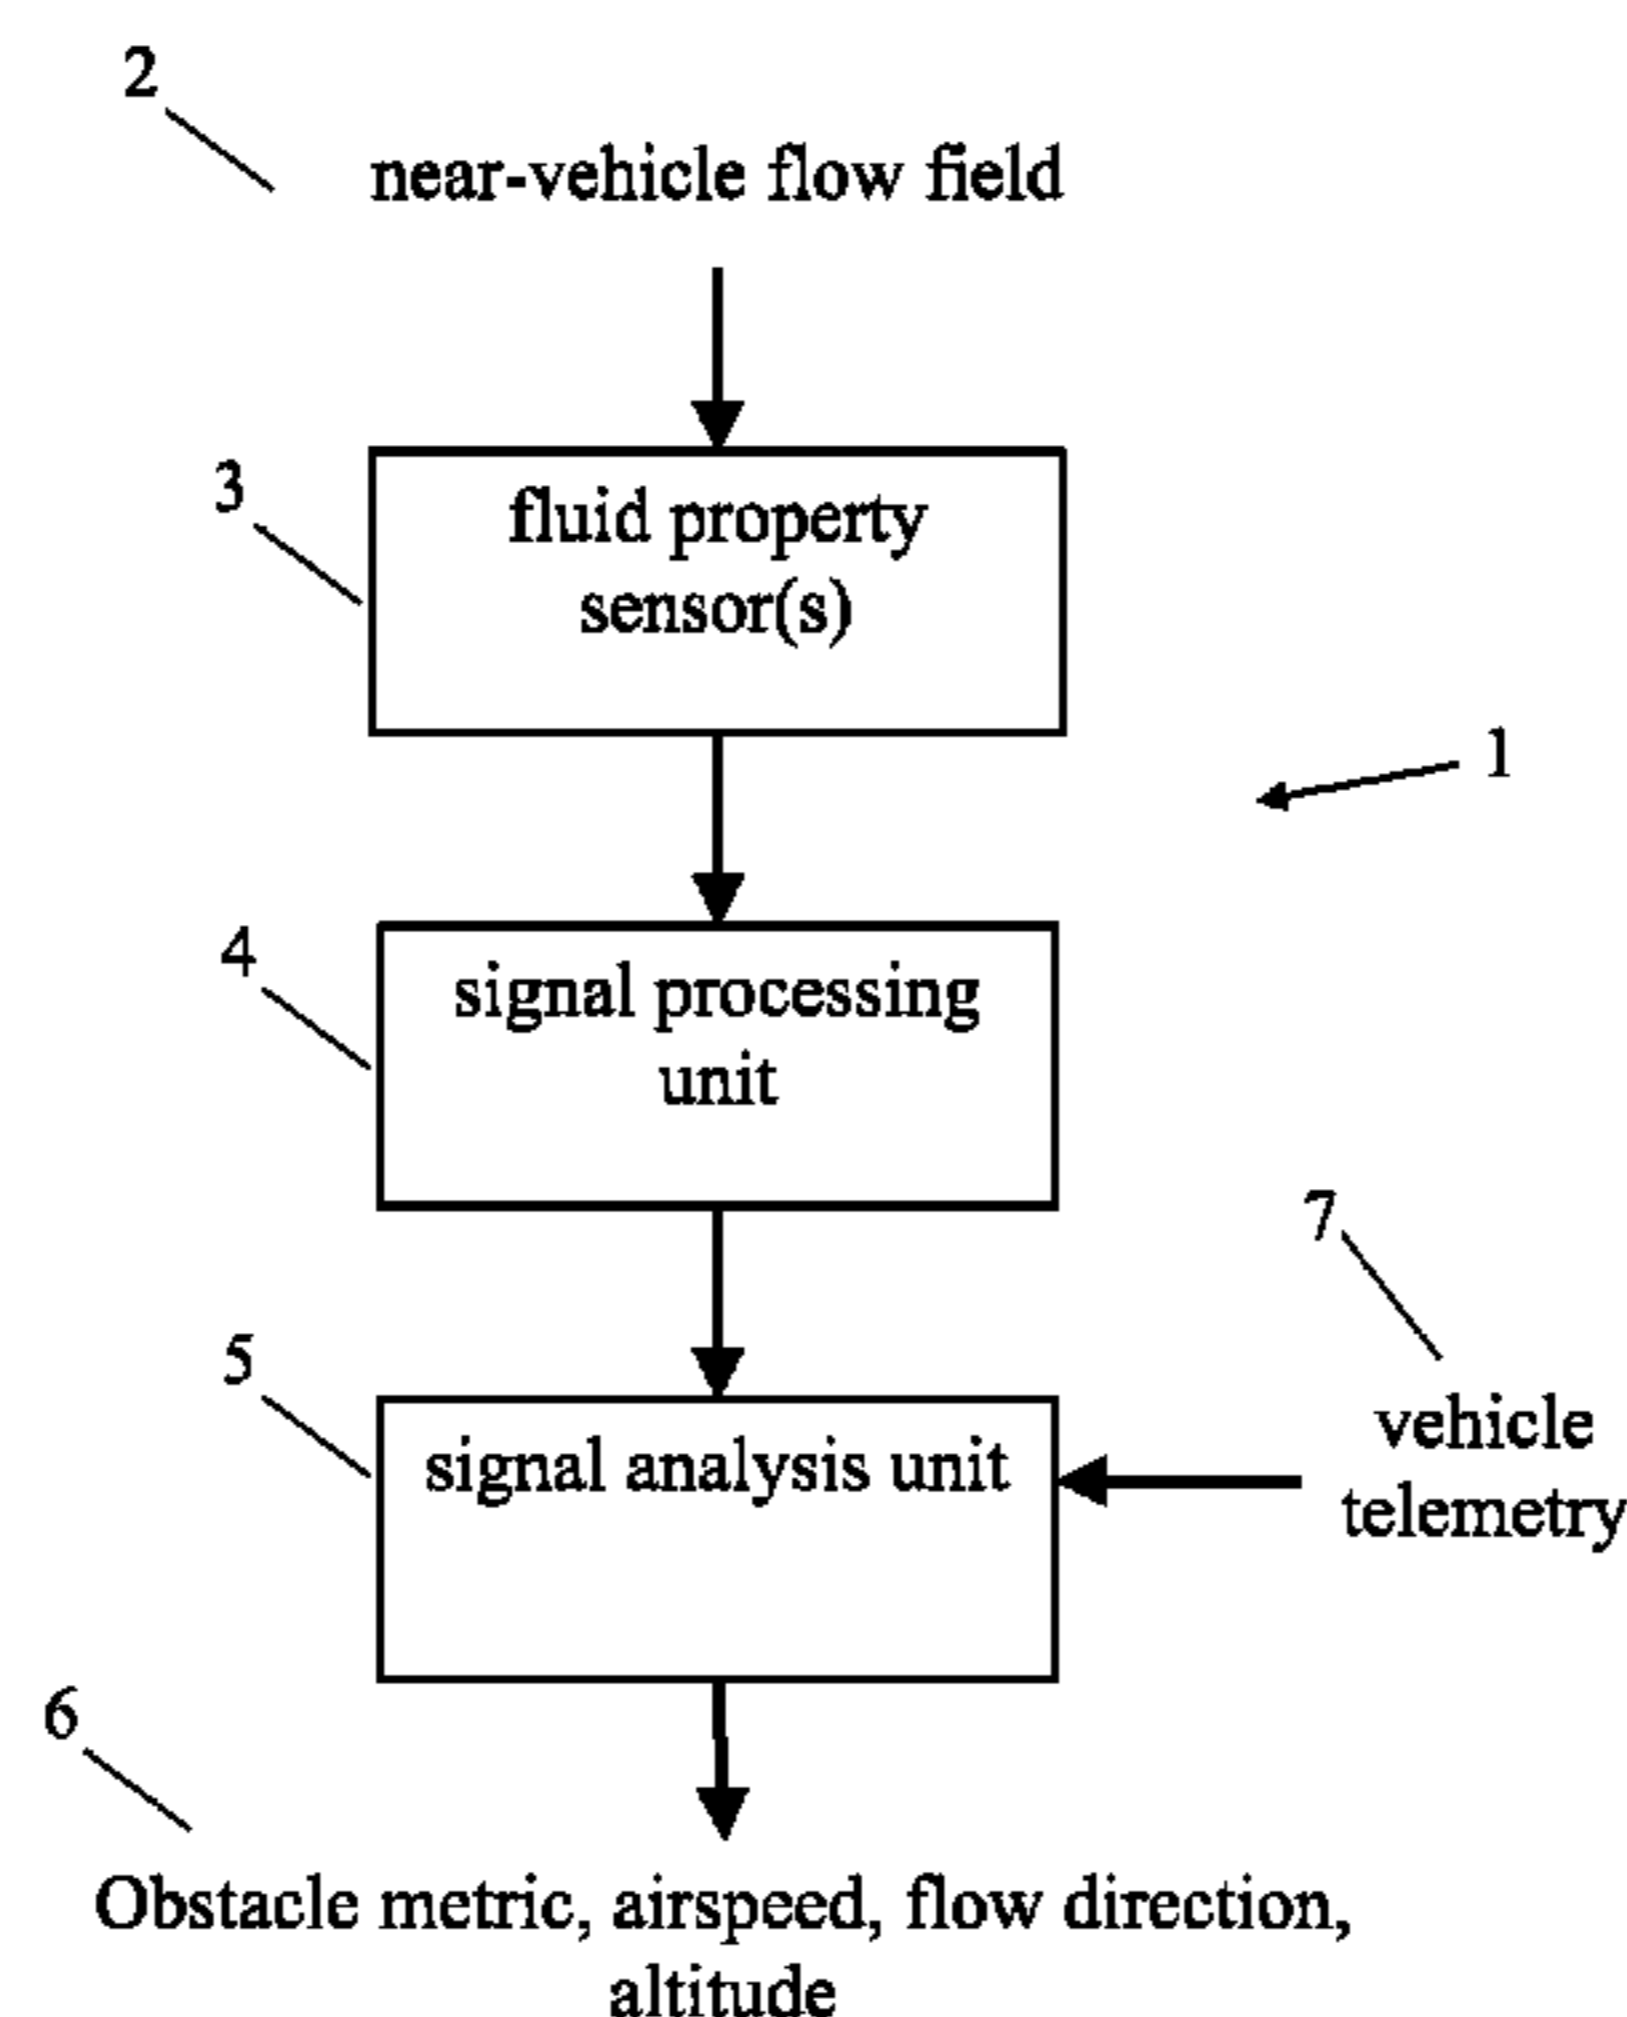 2
near-vehicle flow field
3
fluid property
sensor(s)
1
4
signal processing
unit
7
5
vehicle
signal analysis unit
telemetry
6
Obstacle metric, airspeed, flow direction,
altitude